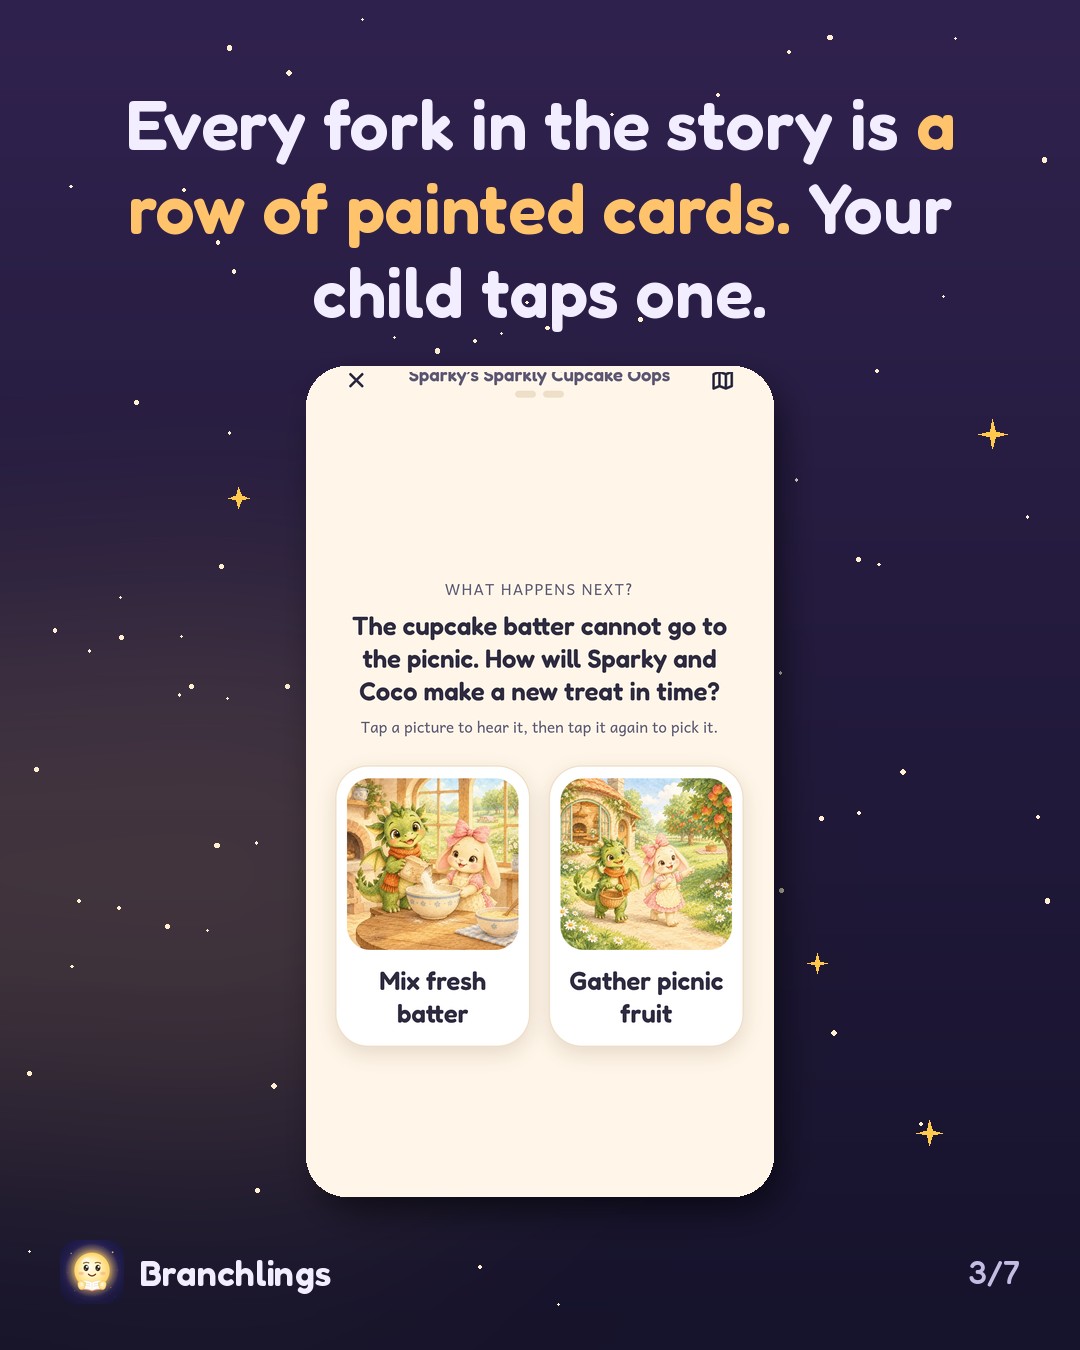 Every fork in the story is a
row of painted cards. Your
child taps one.
Sparky's Sparkly Cupcake Oops
WHAT HAPPENS NEXT?
The cupcake batter cannot go to
the picnic. How will Sparky and
Coco make a new treat in time?
Tap a picture to hear it, then tap it again to pick it.
Mix fresh
batter
Gather picnic
fruit
Branchlings
3/7